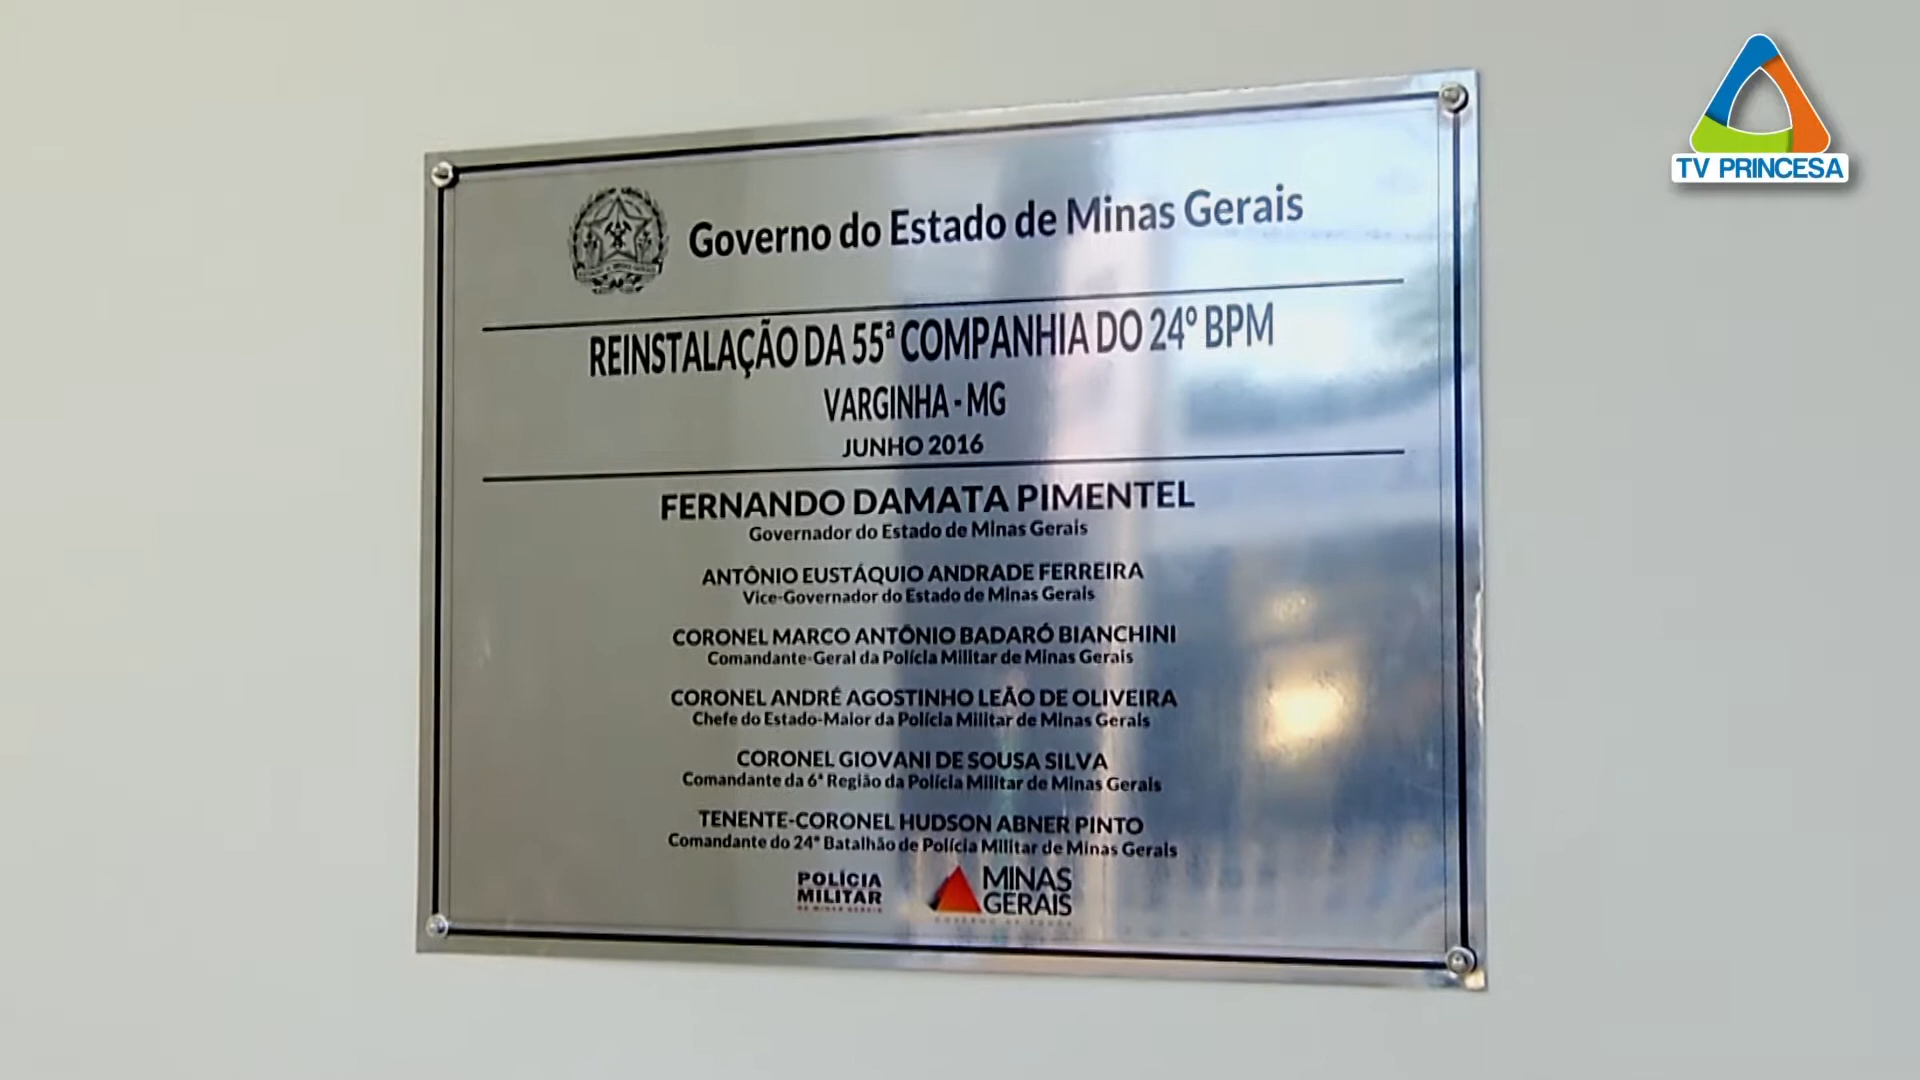 TV PRINCESA
Governo do Estado de Minas Gerais
REINSTALAÇÃO DA 55ª COMPANHIA DO 24º BPM
VARGINHA - MG
JUNHO 2016
FERNANDO DAMATA PIMENTEL
Governador do Estado de Minas Gerais
ANTÔNIO EUSTÁQUIO ANDRADE FERREIRA
Vice-Governador do Estado de Minas Gerais
CORONEL MARCO ANTÔNIO BADARÓ BIANCHINI
Comandante-Geral da Polícia Militar de Minas Gerais
CORONEL ANDRÉ AGOSTINHO LEÃO DE OLIVEIRA
Chefe do Estado-Maior da Polícia Militar de Minas Gerais
CORONEL GIOVANI DE SOUSA SILVA
Comandante da 6ª Região da Polícia Militar de Minas Gerais
TENENTE-CORONEL HUDSON ABNER PINTO
Comandante do 24º Batalhão de Polícia Militar de Minas Gerais
POLÍCIA
MILITAR
MINAS
GERAIS